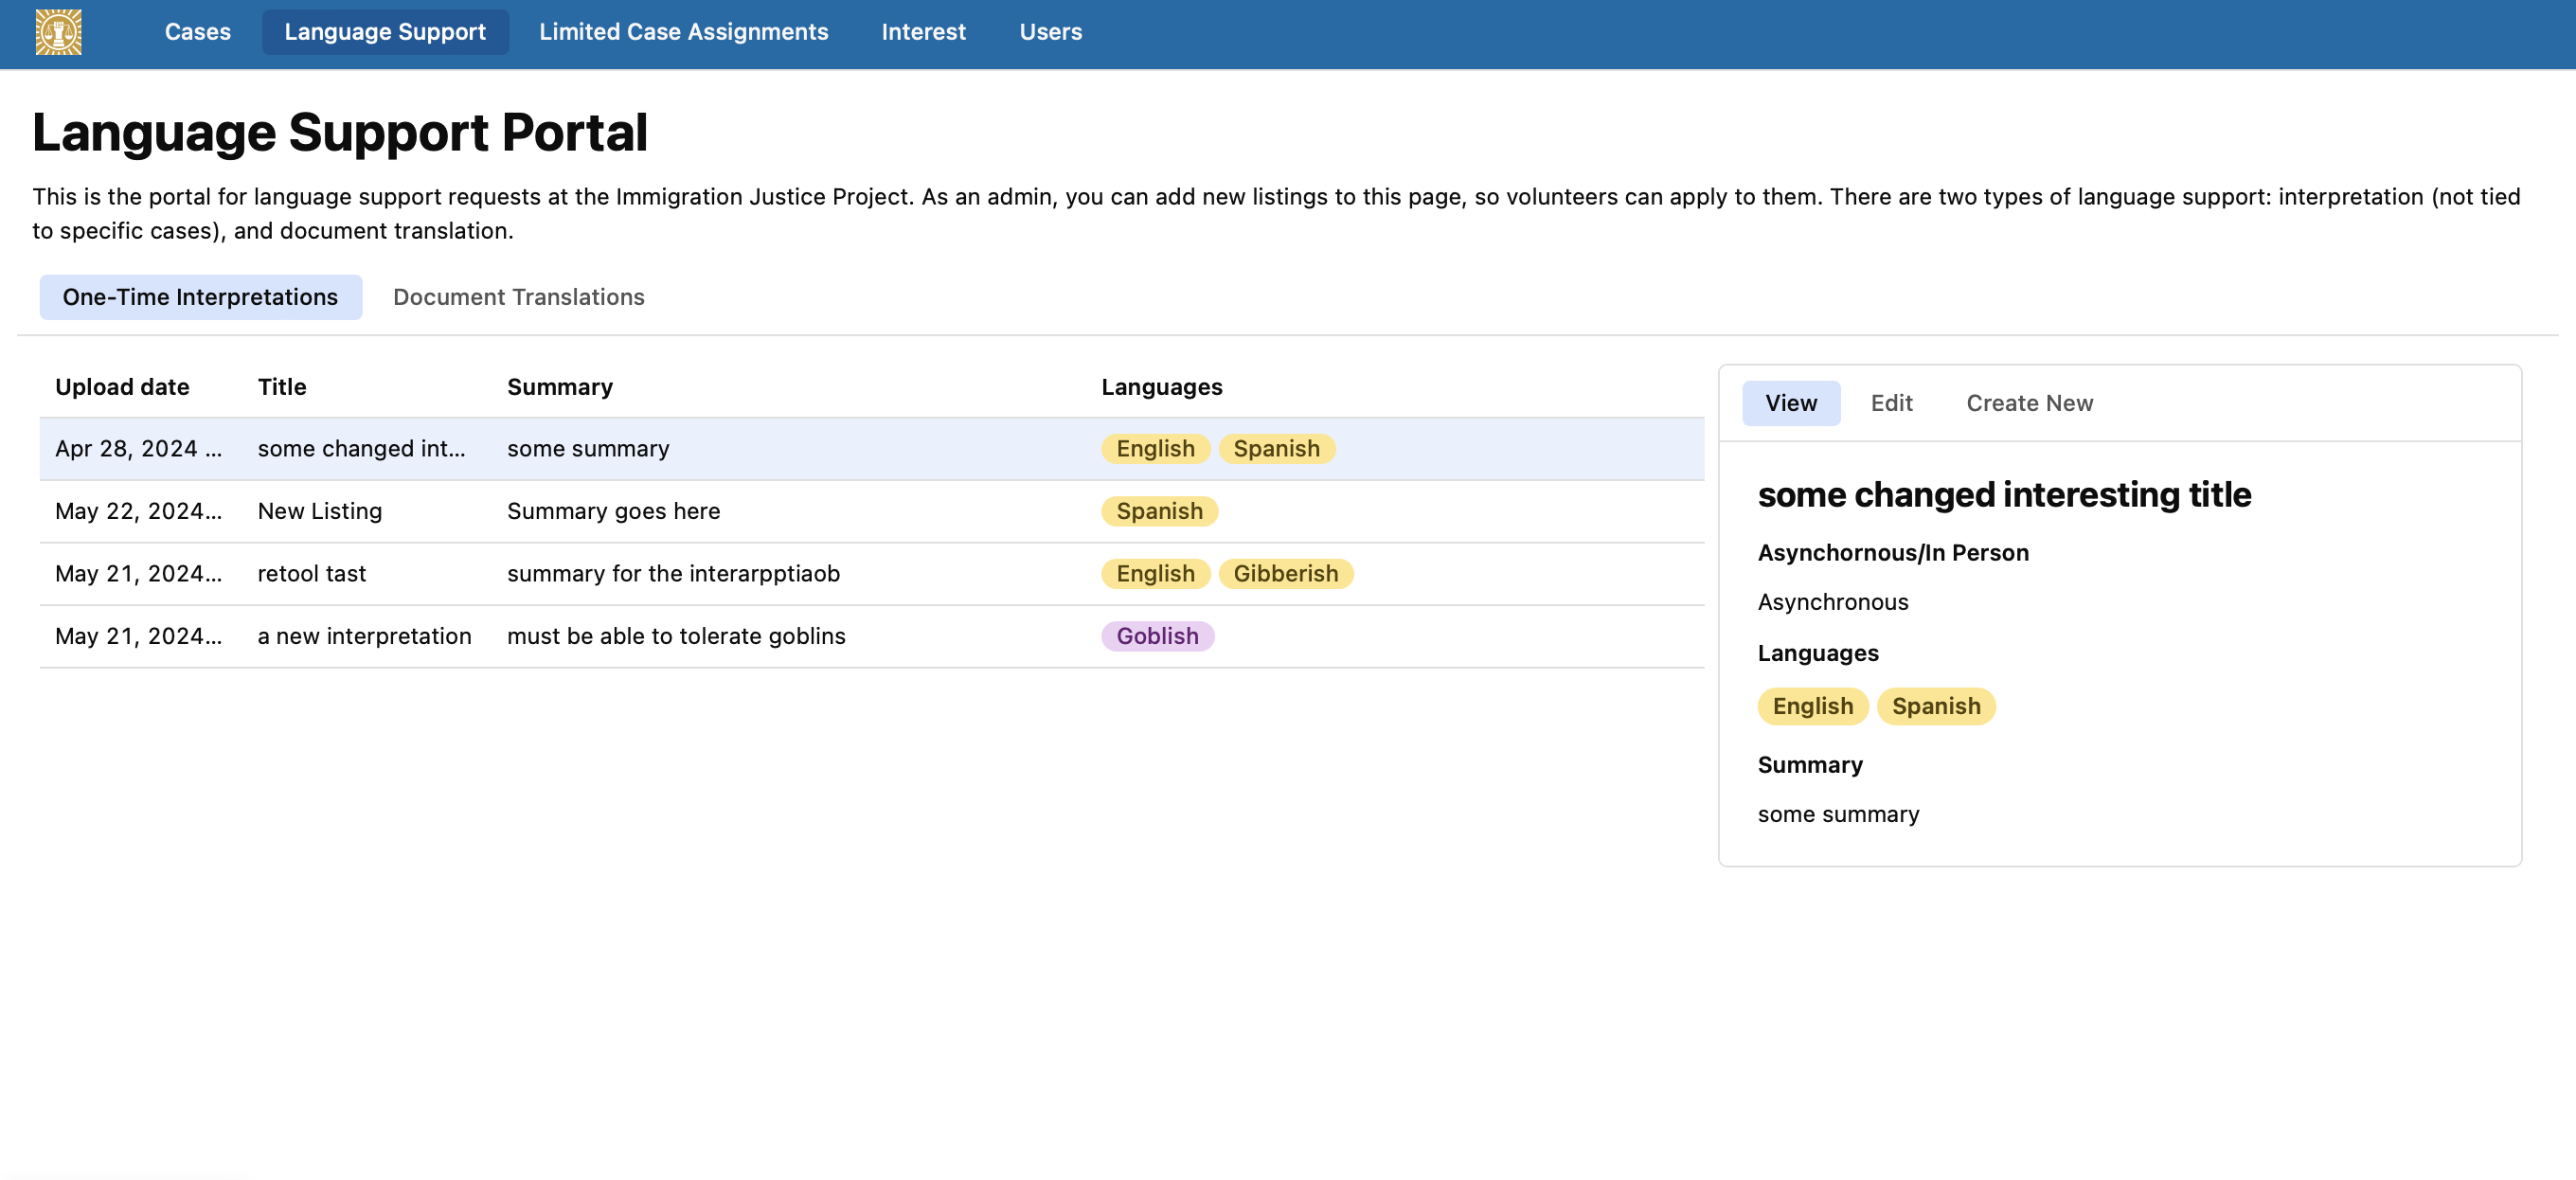 Cases Language Support Limited Case Assignments Interest Users
Language Support Portal
This is the portal for language support requests at the Immigration Justice Project. As an admin, you can add new listings to this page, so volunteers can apply to them. There are two types of language support: interpretation (not tied
to specific cases), and document translation.
One-Time Interpretations Document Translations
Upload date Title Summary Languages
Apr 28, 2024 ... some changed int... some summary English Spanish
May 22, 2024... New Listing Summary goes here Spanish
May 21, 2024... retool tast summary for the interarpptiaob English Gibberish
May 21, 2024... a new interpretation must be able to tolerate goblins Goblish
View Edit Create New
some changed interesting title
Asynchornous/In Person
Asynchronous
Languages
English Spanish
Summary
some summary